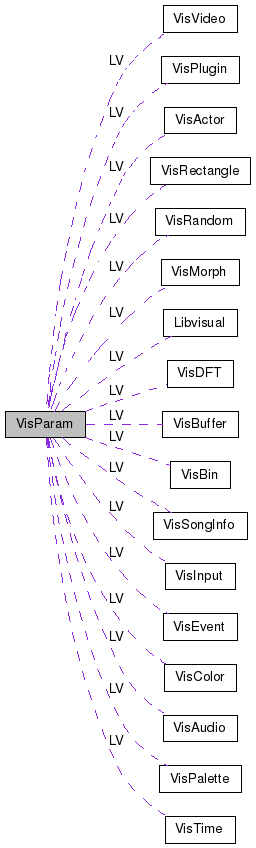 VisVideo
LV
VisPlugin
LV
VisActor
LV
VisRectangle
LV
VisRandom
LV
VisMorph
LV
Libvisual
LV
VisDFT
LV
VisParam
LV
VisBuffer
LV
VisBin
LV
VisSongInfo
LV
VisInput
LV
VisEvent
LV
VisColor
LV
VisAudio
LV
VisPalette
LV
VisTime